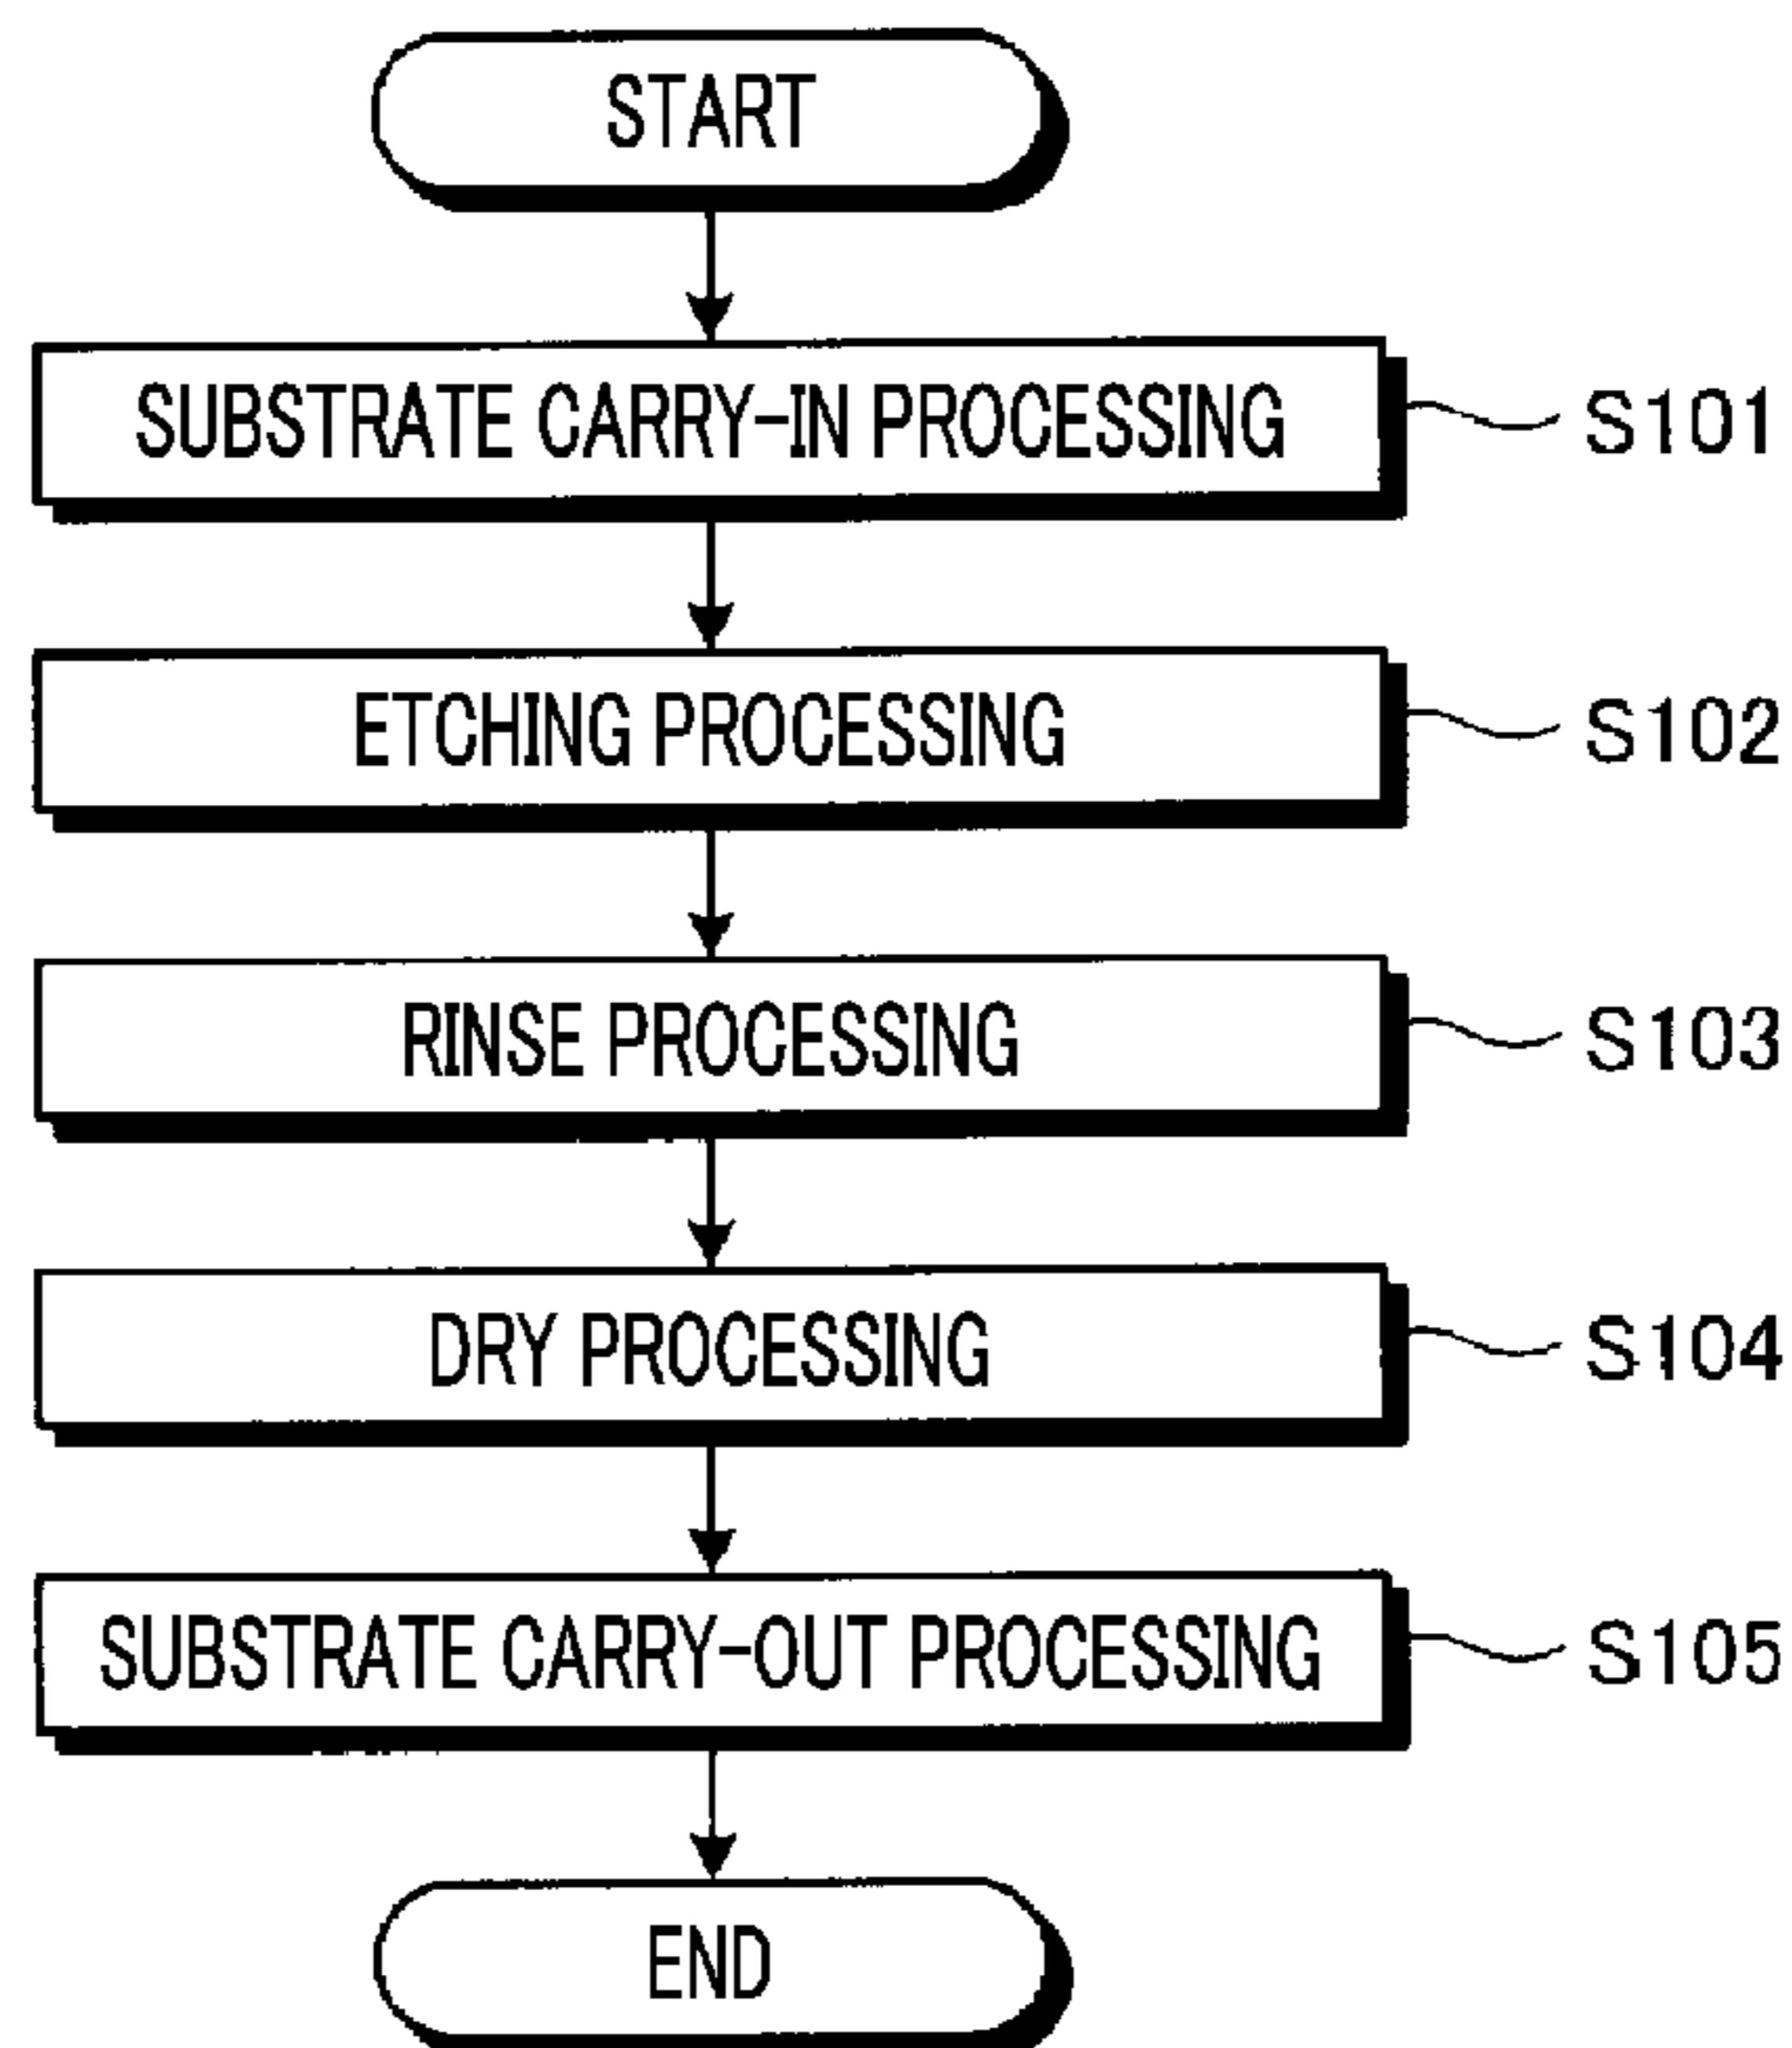 START
SUBSTRATE CARRY-IN PROCESSING S101
ETCHING PROCESSING S102
RINSE PROCESSING S103
DRY PROCESSING S104
SUBSTRATE CARRY-OUT PROCESSING S105
END